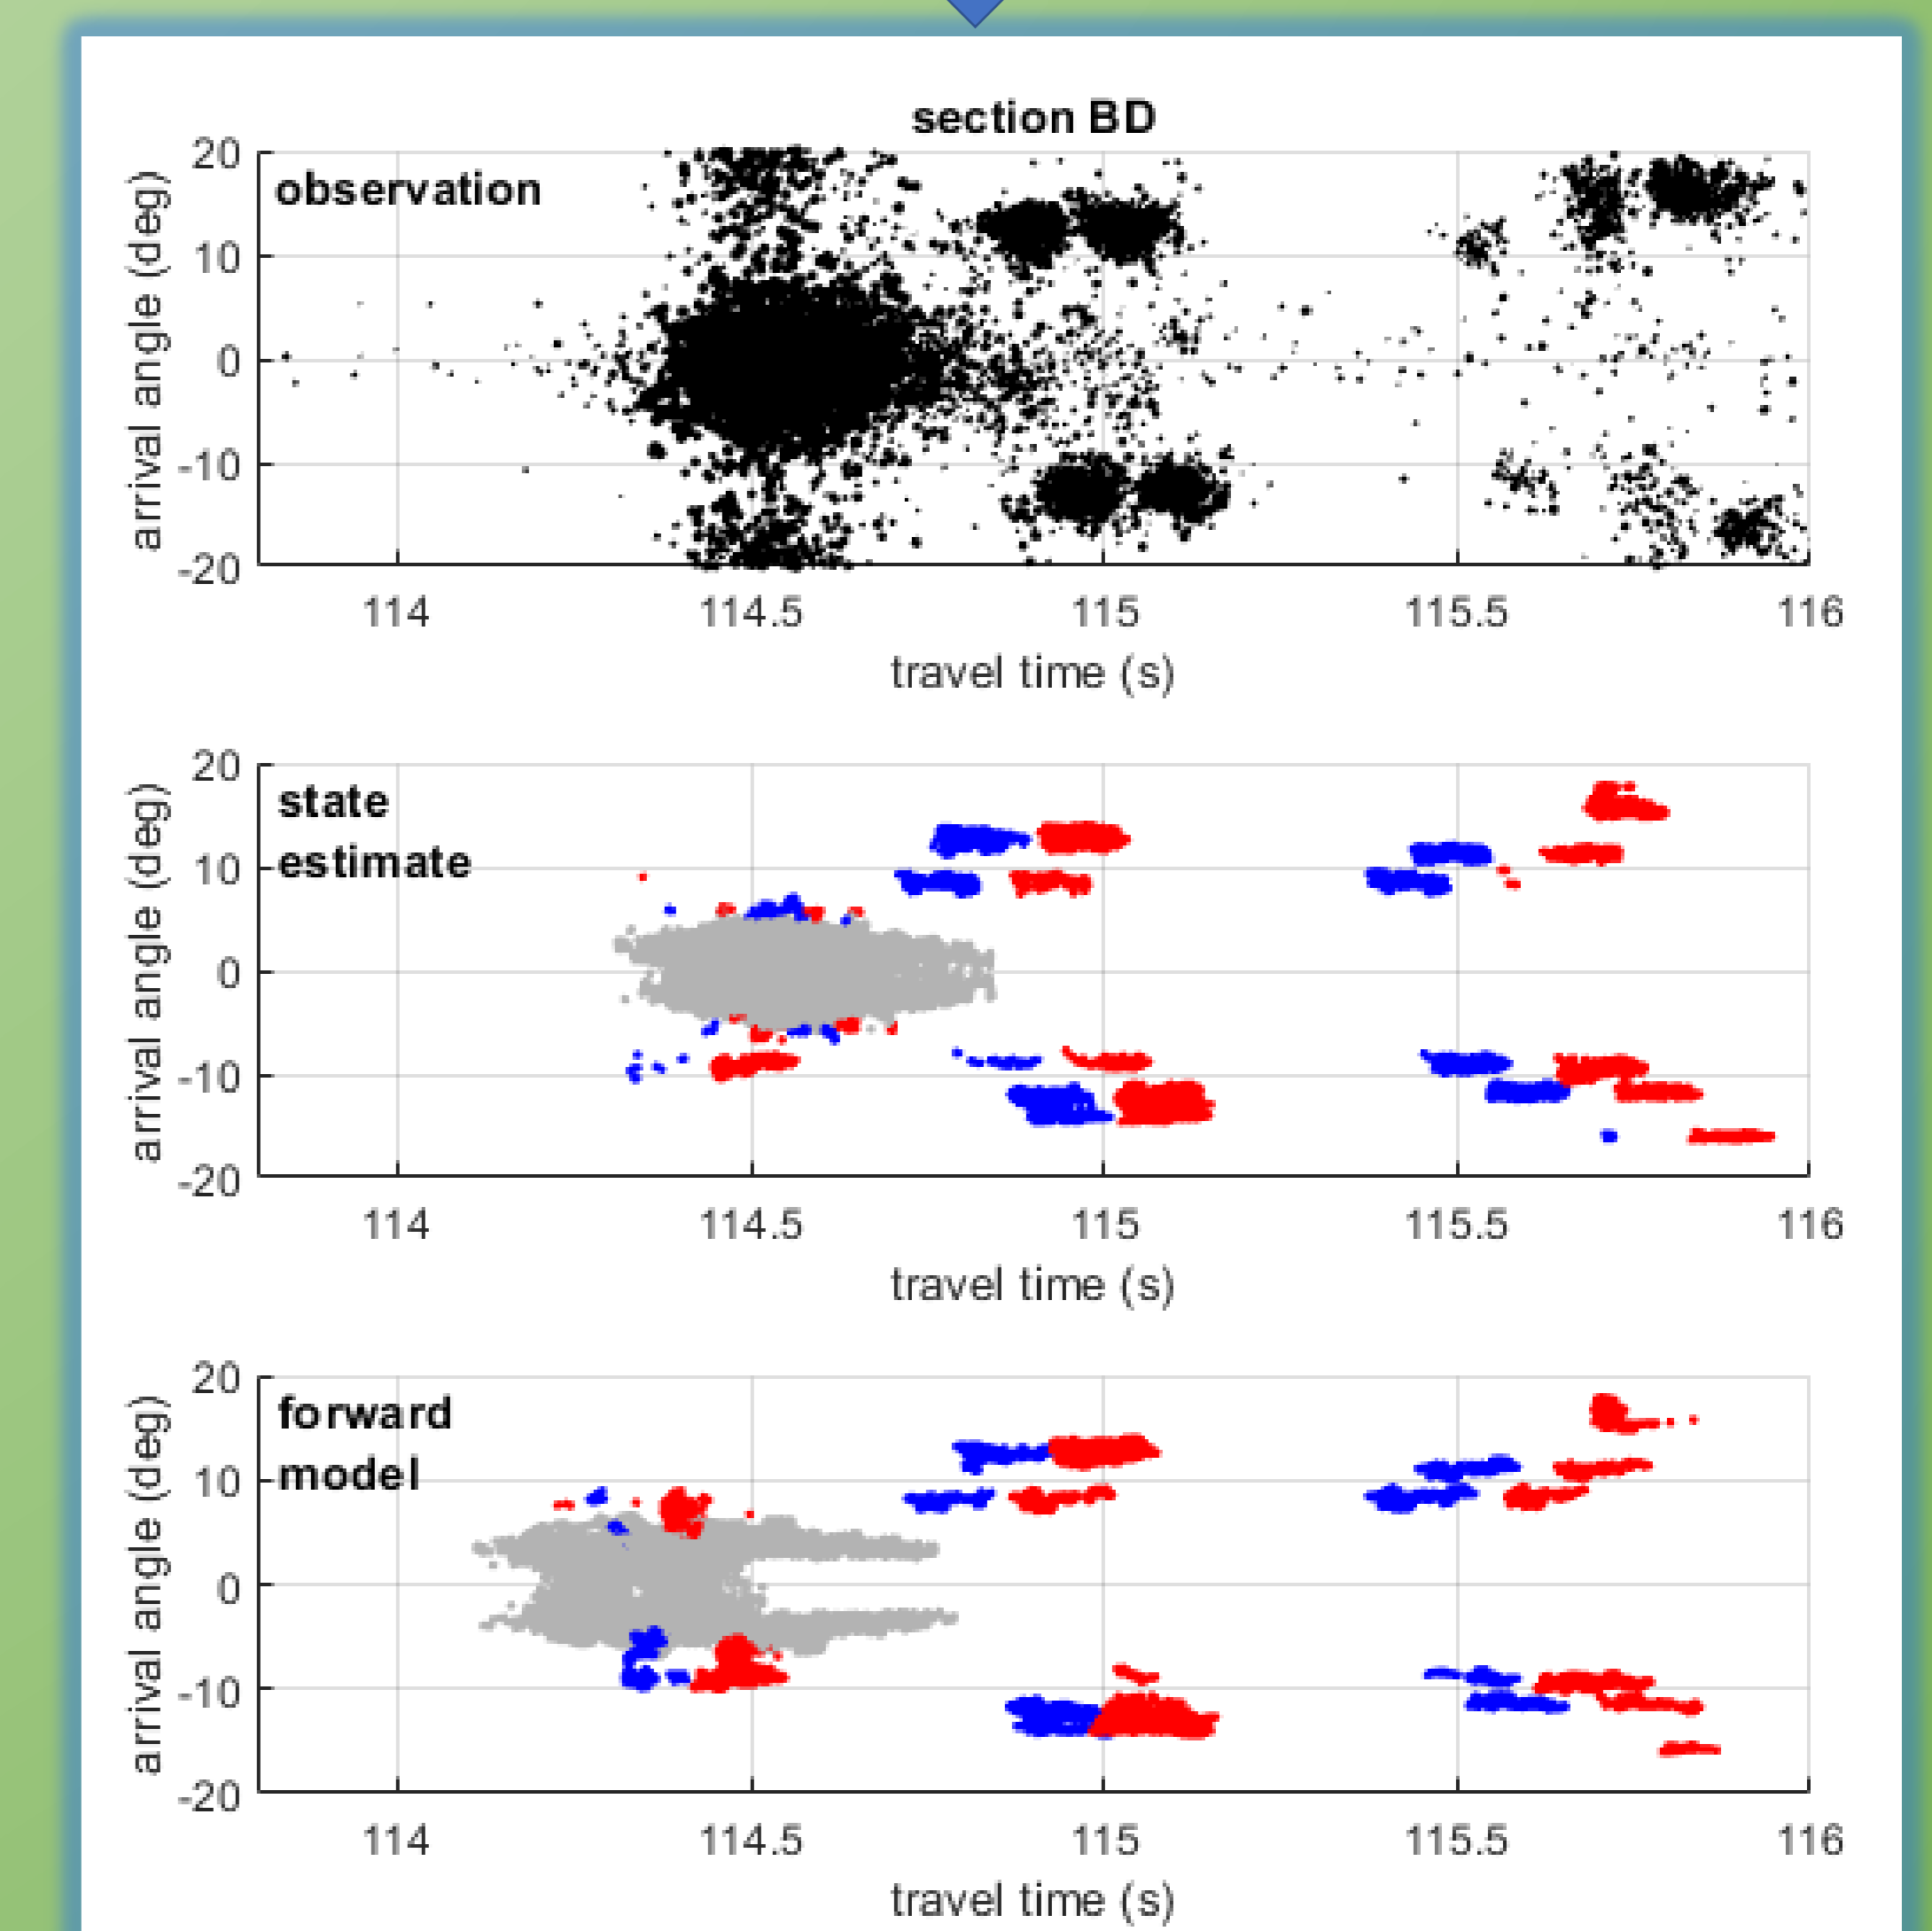 section BD
observation
20
10
0
-10
-20
arrival angle (deg)
114 114.5 115 115.5 116
travel time (s)
state
estimate
20
10
0
-10
-20
arrival angle (deg)
114 114.5 115 115.5 116
travel time (s)
forward
model
20
10
0
-10
-20
arrival angle (deg)
114 114.5 115 115.5 116
travel time (s)